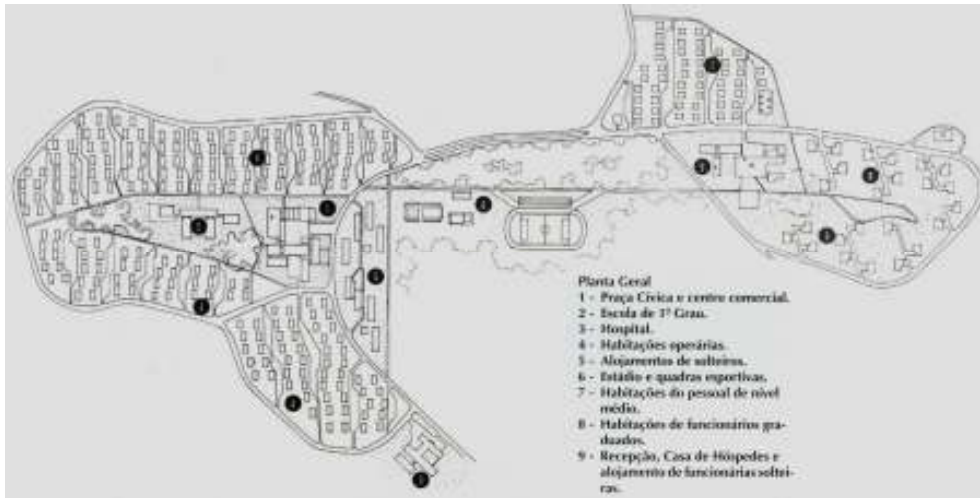 Planta Geral
1 - Praça Cívica e centro comercial.
2 - Escola de 1º Grau.
3 - Hospital.
4 - Habitações operárias.
5 - Alojamentos de solteiros.
6 - Estádio e quadras esportivas.
7 - Habitações do pessoal de nível
médio.
8 - Habitações de funcionários gra-
duados.
9 - Recepção, Casa de Hóspedes e
alojamento de funcionárias soltei-
ras.